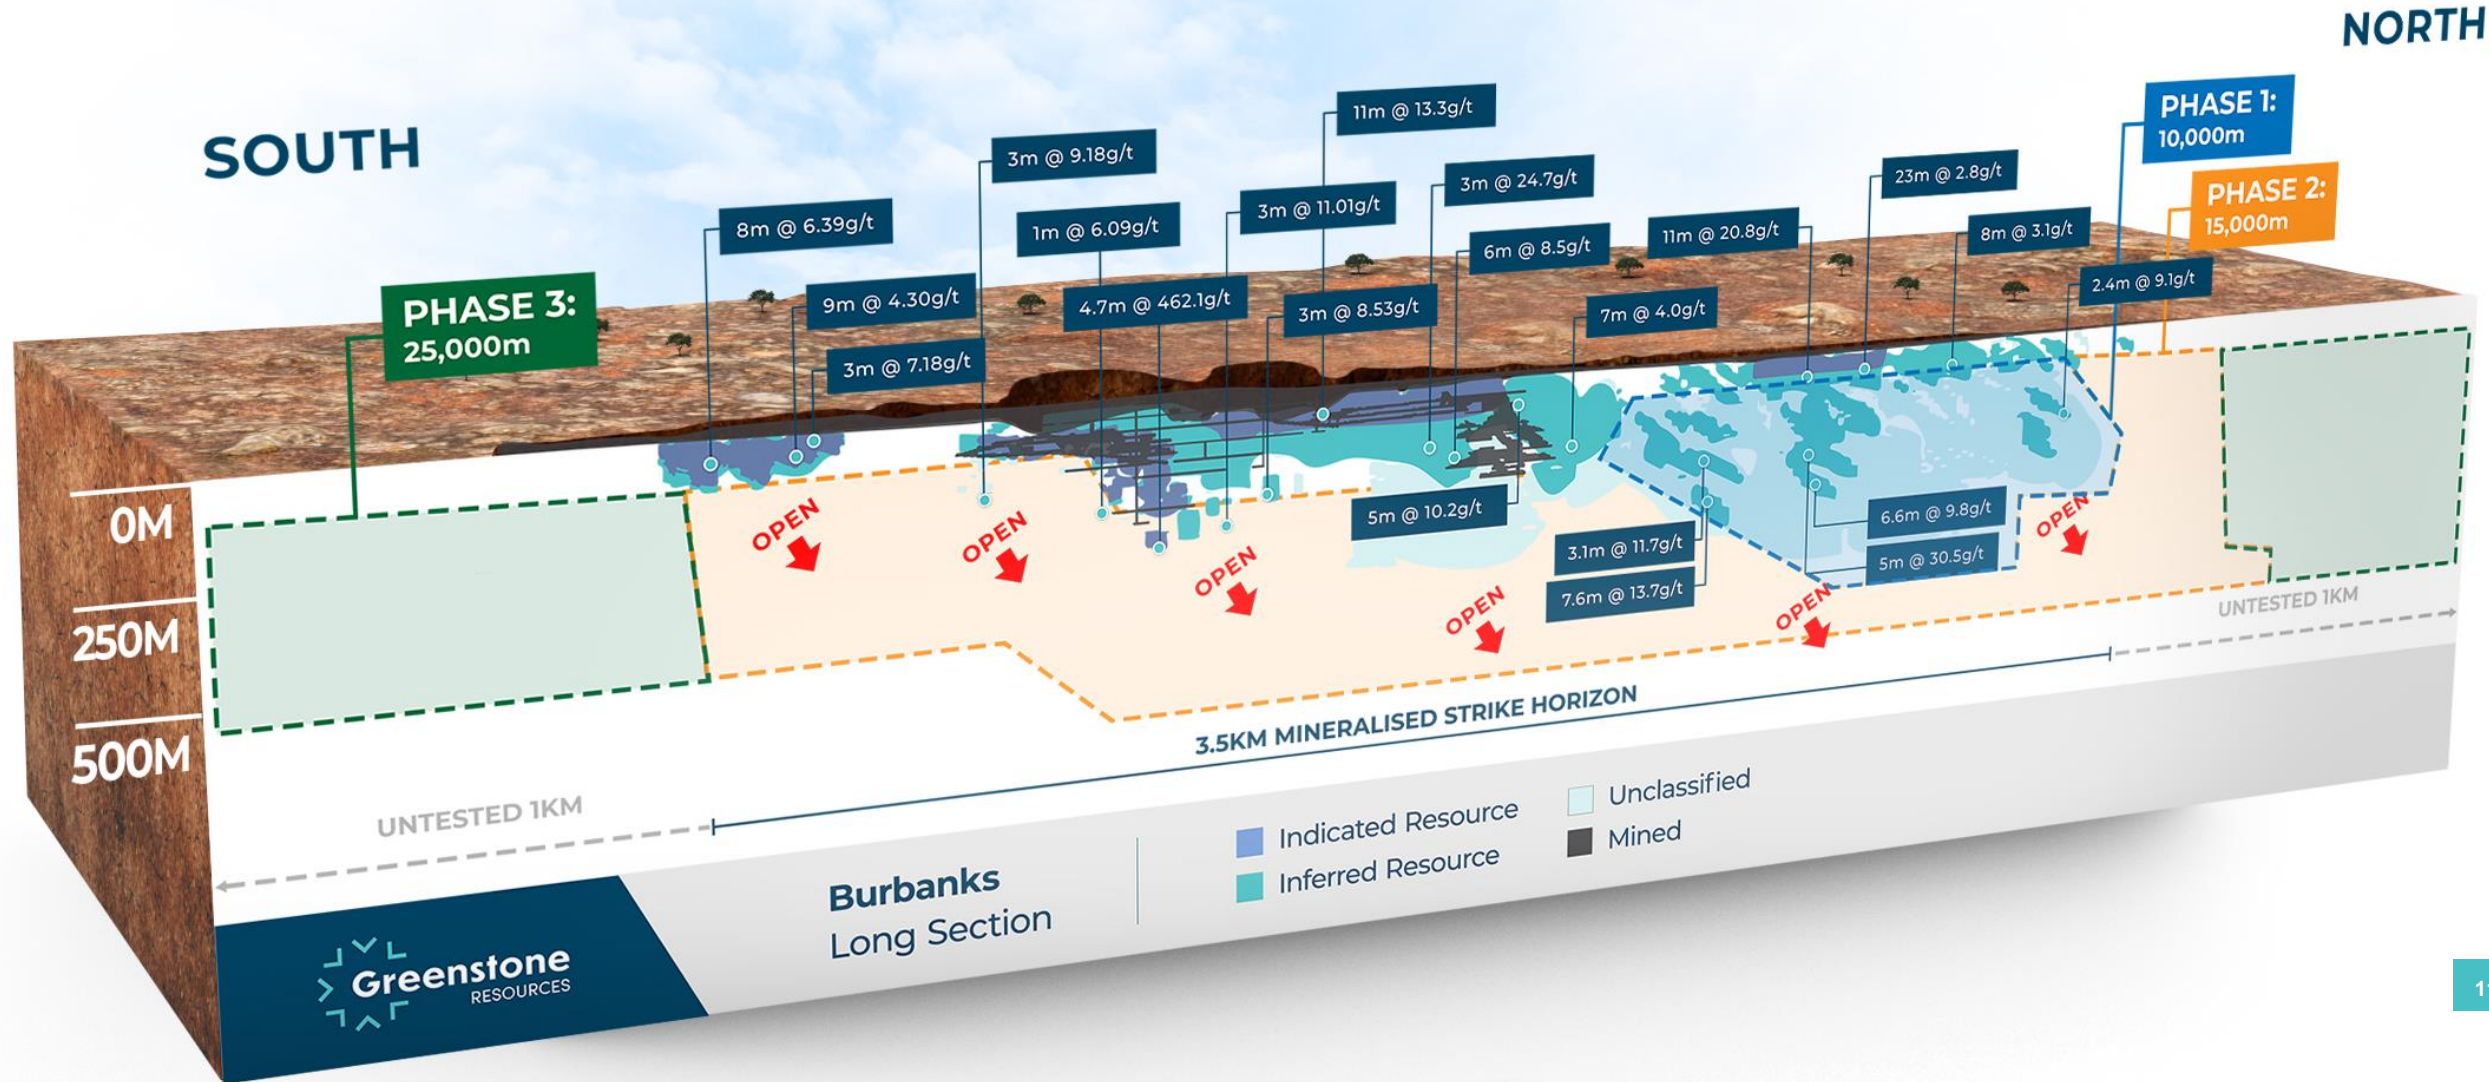 NORTH
SOUTH
PHASE 1:
10,000m
PHASE 2:
15,000m
PHASE 3:
25,000m
11m @ 13.3g/t
3m @ 9.18g/t
3m @ 24.7g/t
23m @ 2.8g/t
8m @ 6.39g/t
1m @ 6.09g/t
3m @ 11.01g/t
6m @ 8.5g/t
11m @ 20.8g/t
8m @ 3.1g/t
9m @ 4.30g/t
4.7m @ 462.1g/t
3m @ 8.53g/t
7m @ 4.0g/t
2.4m @ 9.1g/t
3m @ 7.18g/t
5m @ 10.2g/t
3.1m @ 11.7g/t
7.6m @ 13.7g/t
6.6m @ 9.8g/t
5m @ 30.5g/t
OPEN
OPEN
OPEN
OPEN
OPEN
OPEN
0M
250M
500M
UNTESTED 1KM
3.5KM MINERALISED STRIKE HORIZON
UNTESTED 1KM
Burbanks
Long Section
Indicated Resource
Inferred Resource
Unclassified
Mined
Greenstone
RESOURCES